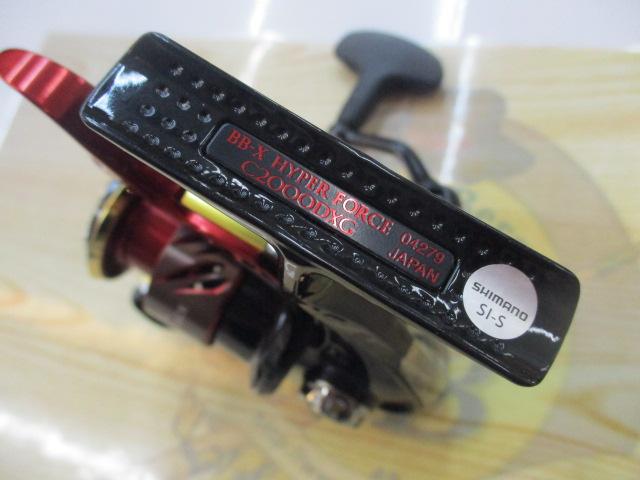 BB-X HYPER FORCE 04279
C2000DXG JAPAN
SHIMANO
SI-S